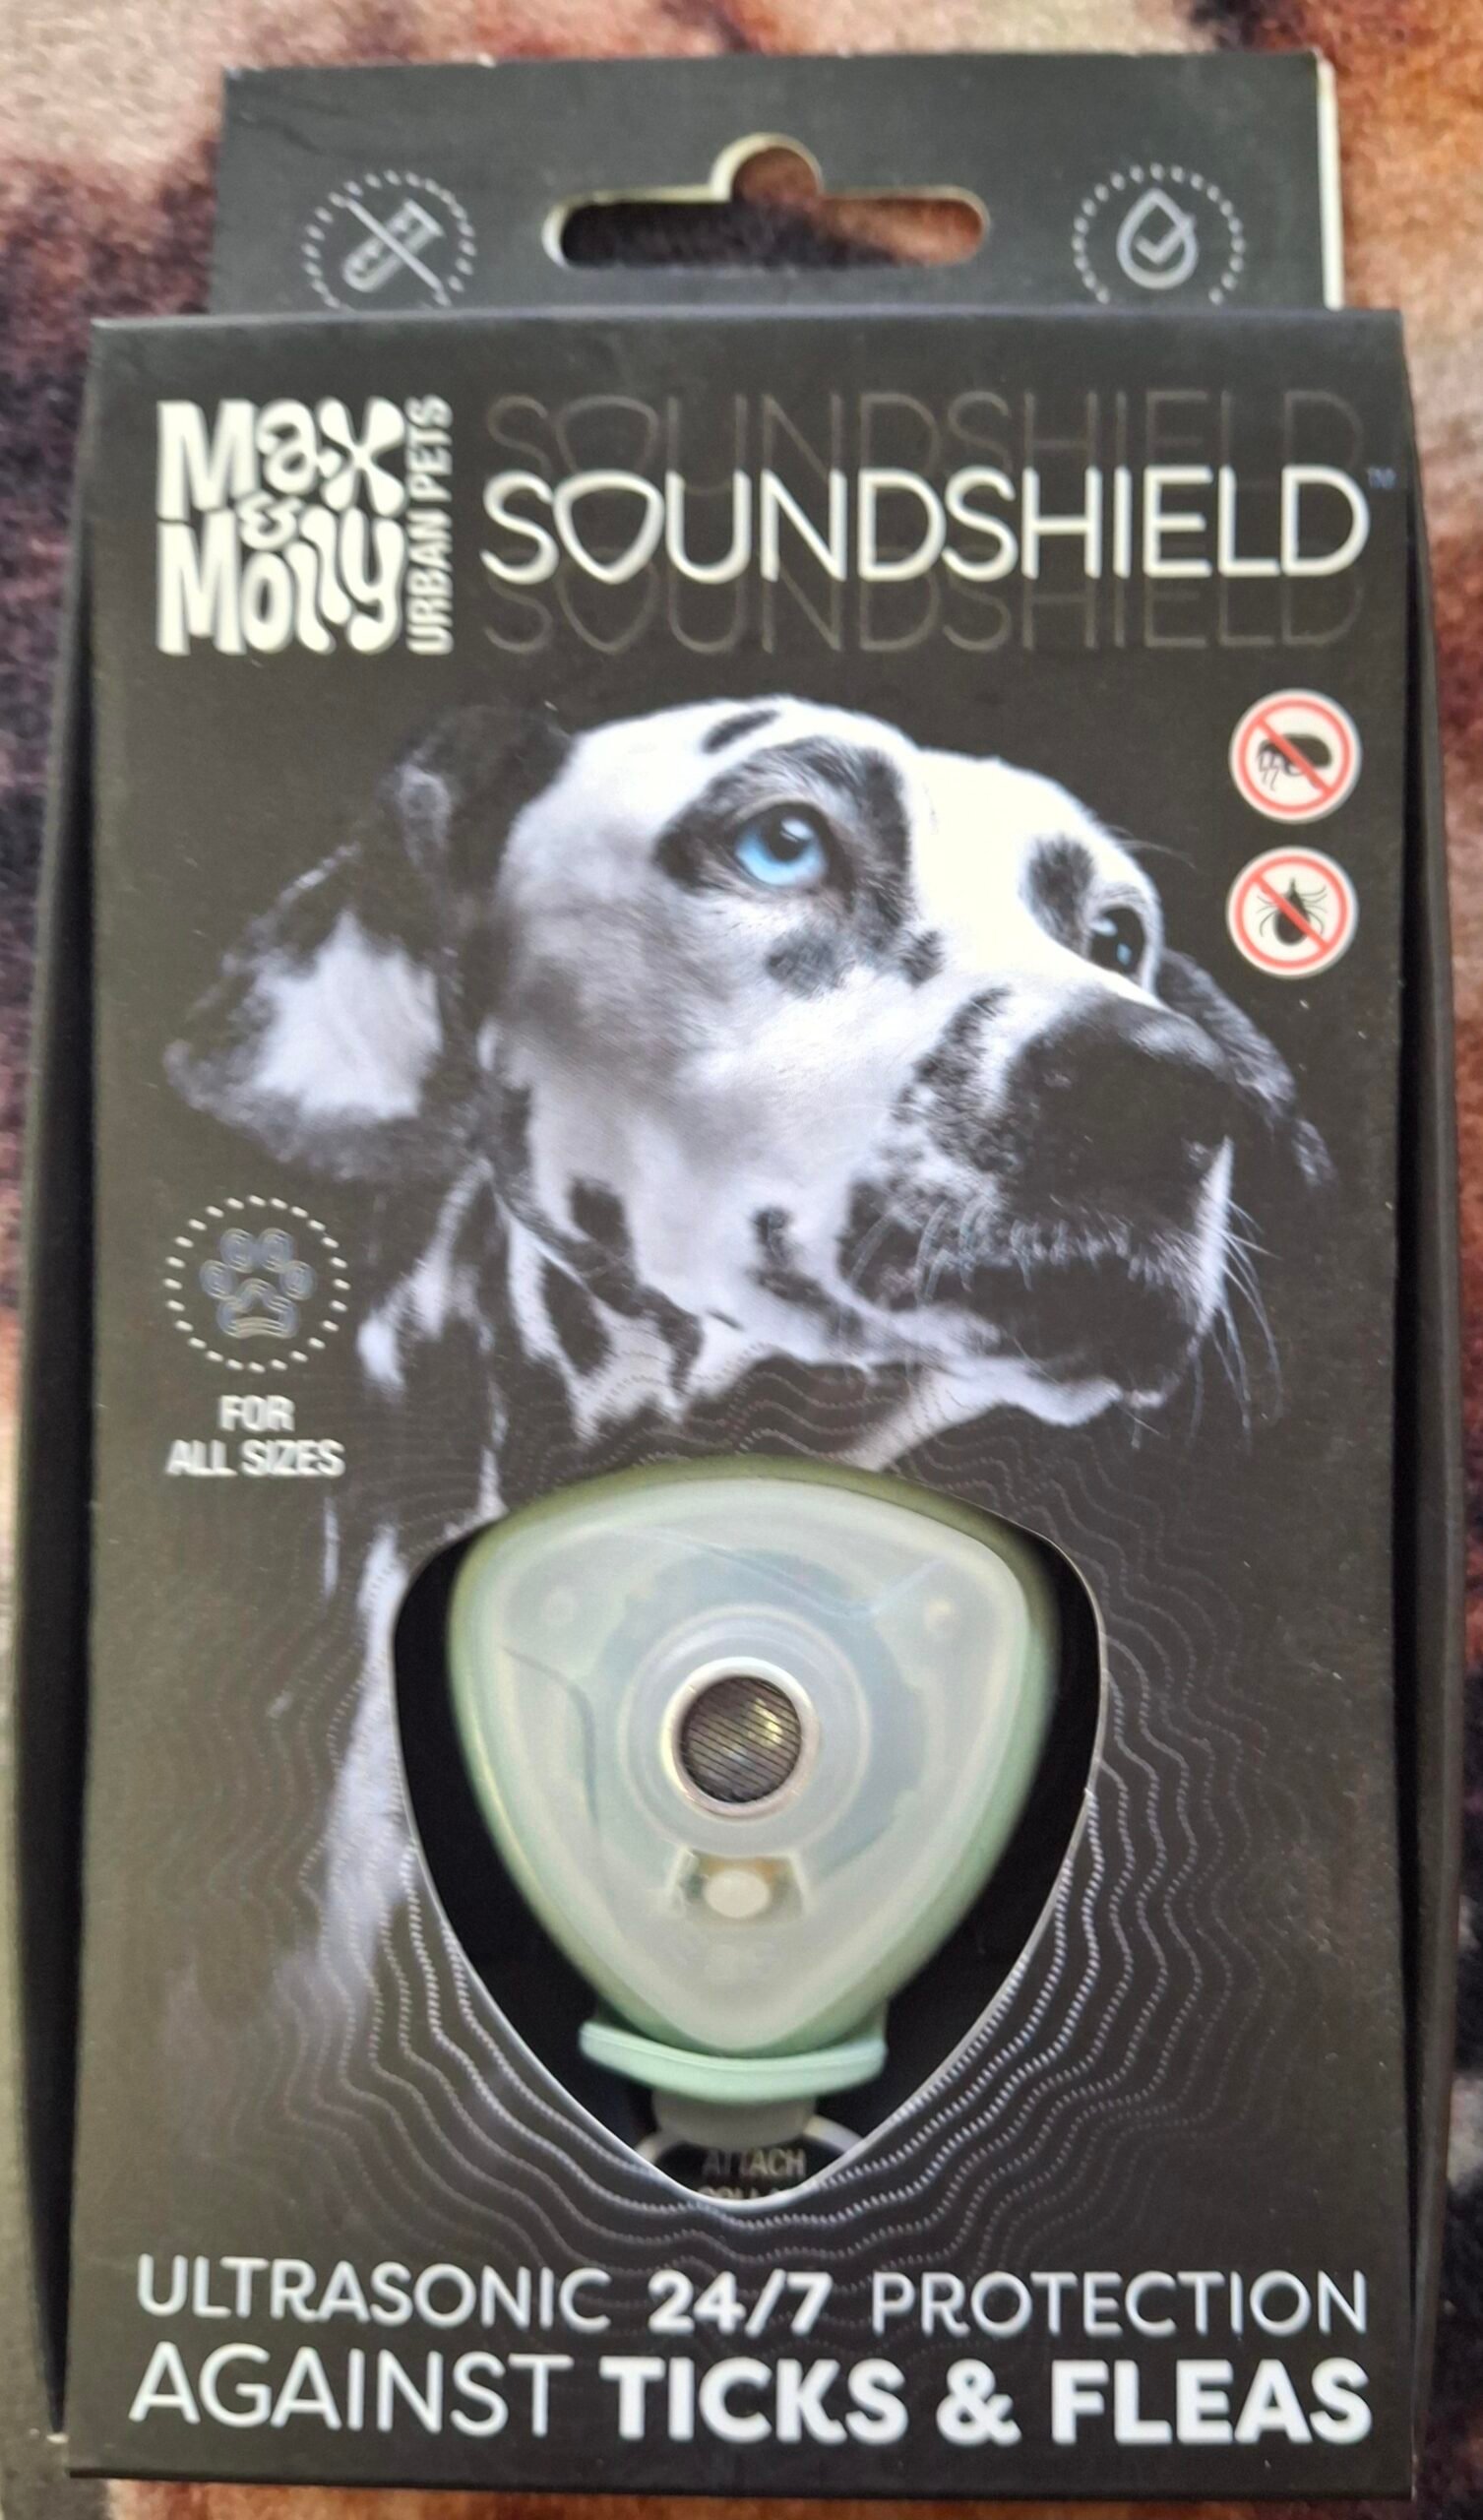 Max
&
Molly
URBAN PETS
SOUNDSHIELD
SOUNDSHIELD™
SOUNDSHIELD
FOR
ALL SIZES
ATTACH
ULTRASONIC 24/7 PROTECTION
AGAINST TICKS & FLEAS